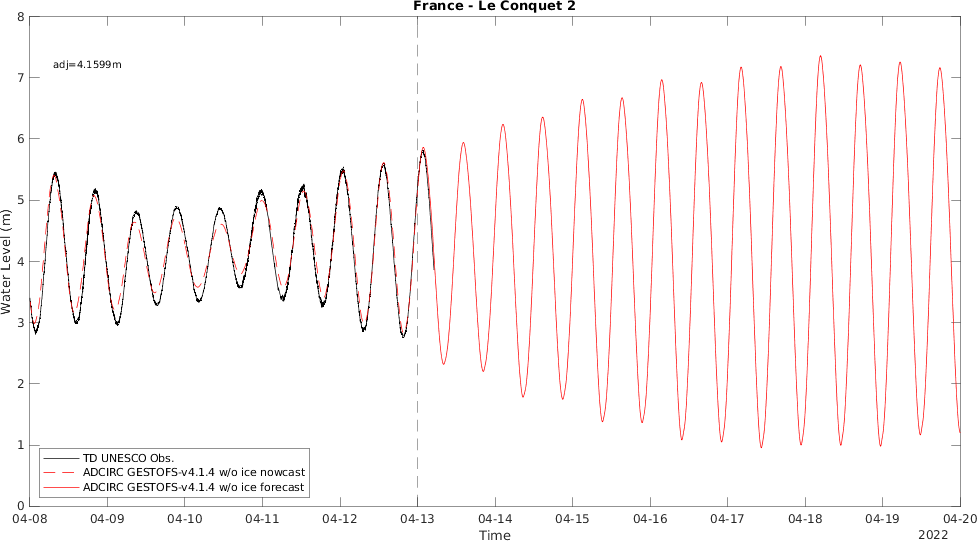 France - Le Conquet 2
adj=4.1599m
8
7
6
5
4
3
2
1
0
Water Level (m)
TD UNESCO Obs.
ADCIRC GESTOFS-v4.1.4 w/o ice nowcast
ADCIRC GESTOFS-v4.1.4 w/o ice forecast
04-08 04-09 04-10 04-11 04-12 04-13 04-14 04-15 04-16 04-17 04-18 04-19 04-20
Time
2022